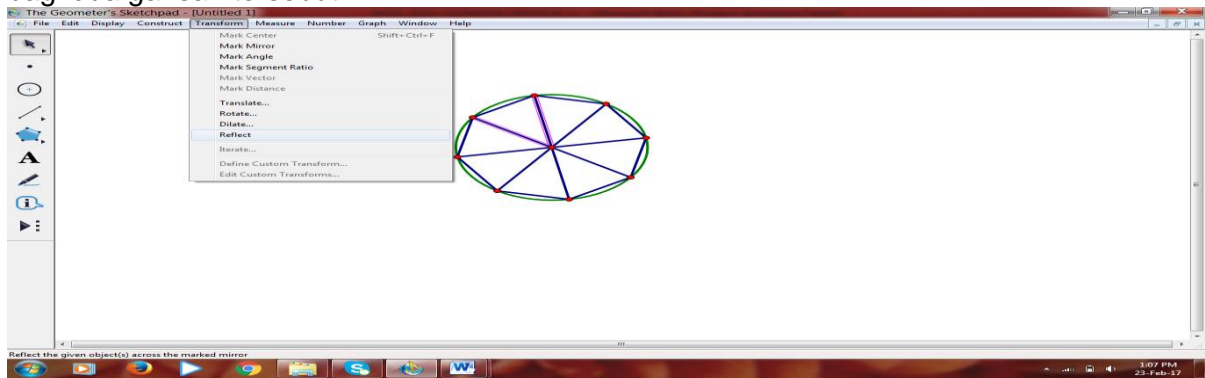 The Geometer's Sketchpad - [Untitled 1]
File Edit Display Construct Transform Measure Number Graph Window Help
Mark Center Shift+Ctrl+F
Mark Mirror
Mark Angle
Mark Segment Ratio
Mark Vector
Mark Distance
Translate...
Rotate...
Dilate...
Reflect
Iterate...
Define Custom Transform...
Edit Custom Transforms...
A
Reflect the given object(s) across the marked mirror
1:07 PM
23-Feb-17